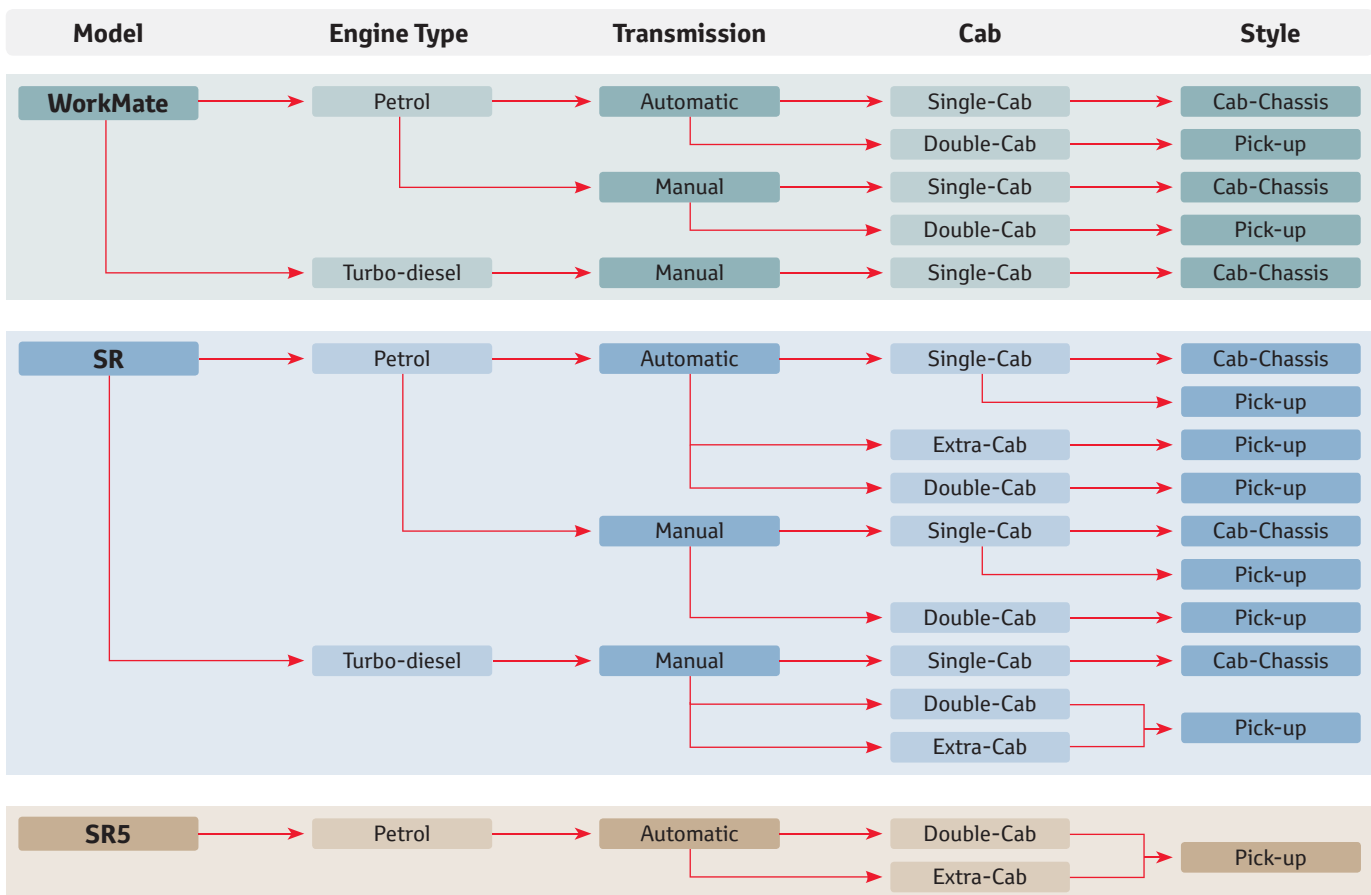 Model Engine Type Transmission Cab Style
WorkMate Petrol Automatic Single-Cab Cab-Chassis
Double-Cab Pick-up
Manual Single-Cab Cab-Chassis
Double-Cab Pick-up
Turbo-diesel Manual Single-Cab Cab-Chassis
SR Petrol Automatic Single-Cab Cab-Chassis
Pick-up
Extra-Cab Pick-up
Double-Cab Pick-up
Manual Single-Cab Cab-Chassis
Pick-up
Double-Cab Pick-up
Turbo-diesel Manual Single-Cab Cab-Chassis
Double-Cab
Pick-up
Extra-Cab
SR5 Petrol Automatic Double-Cab
Pick-up
Extra-Cab